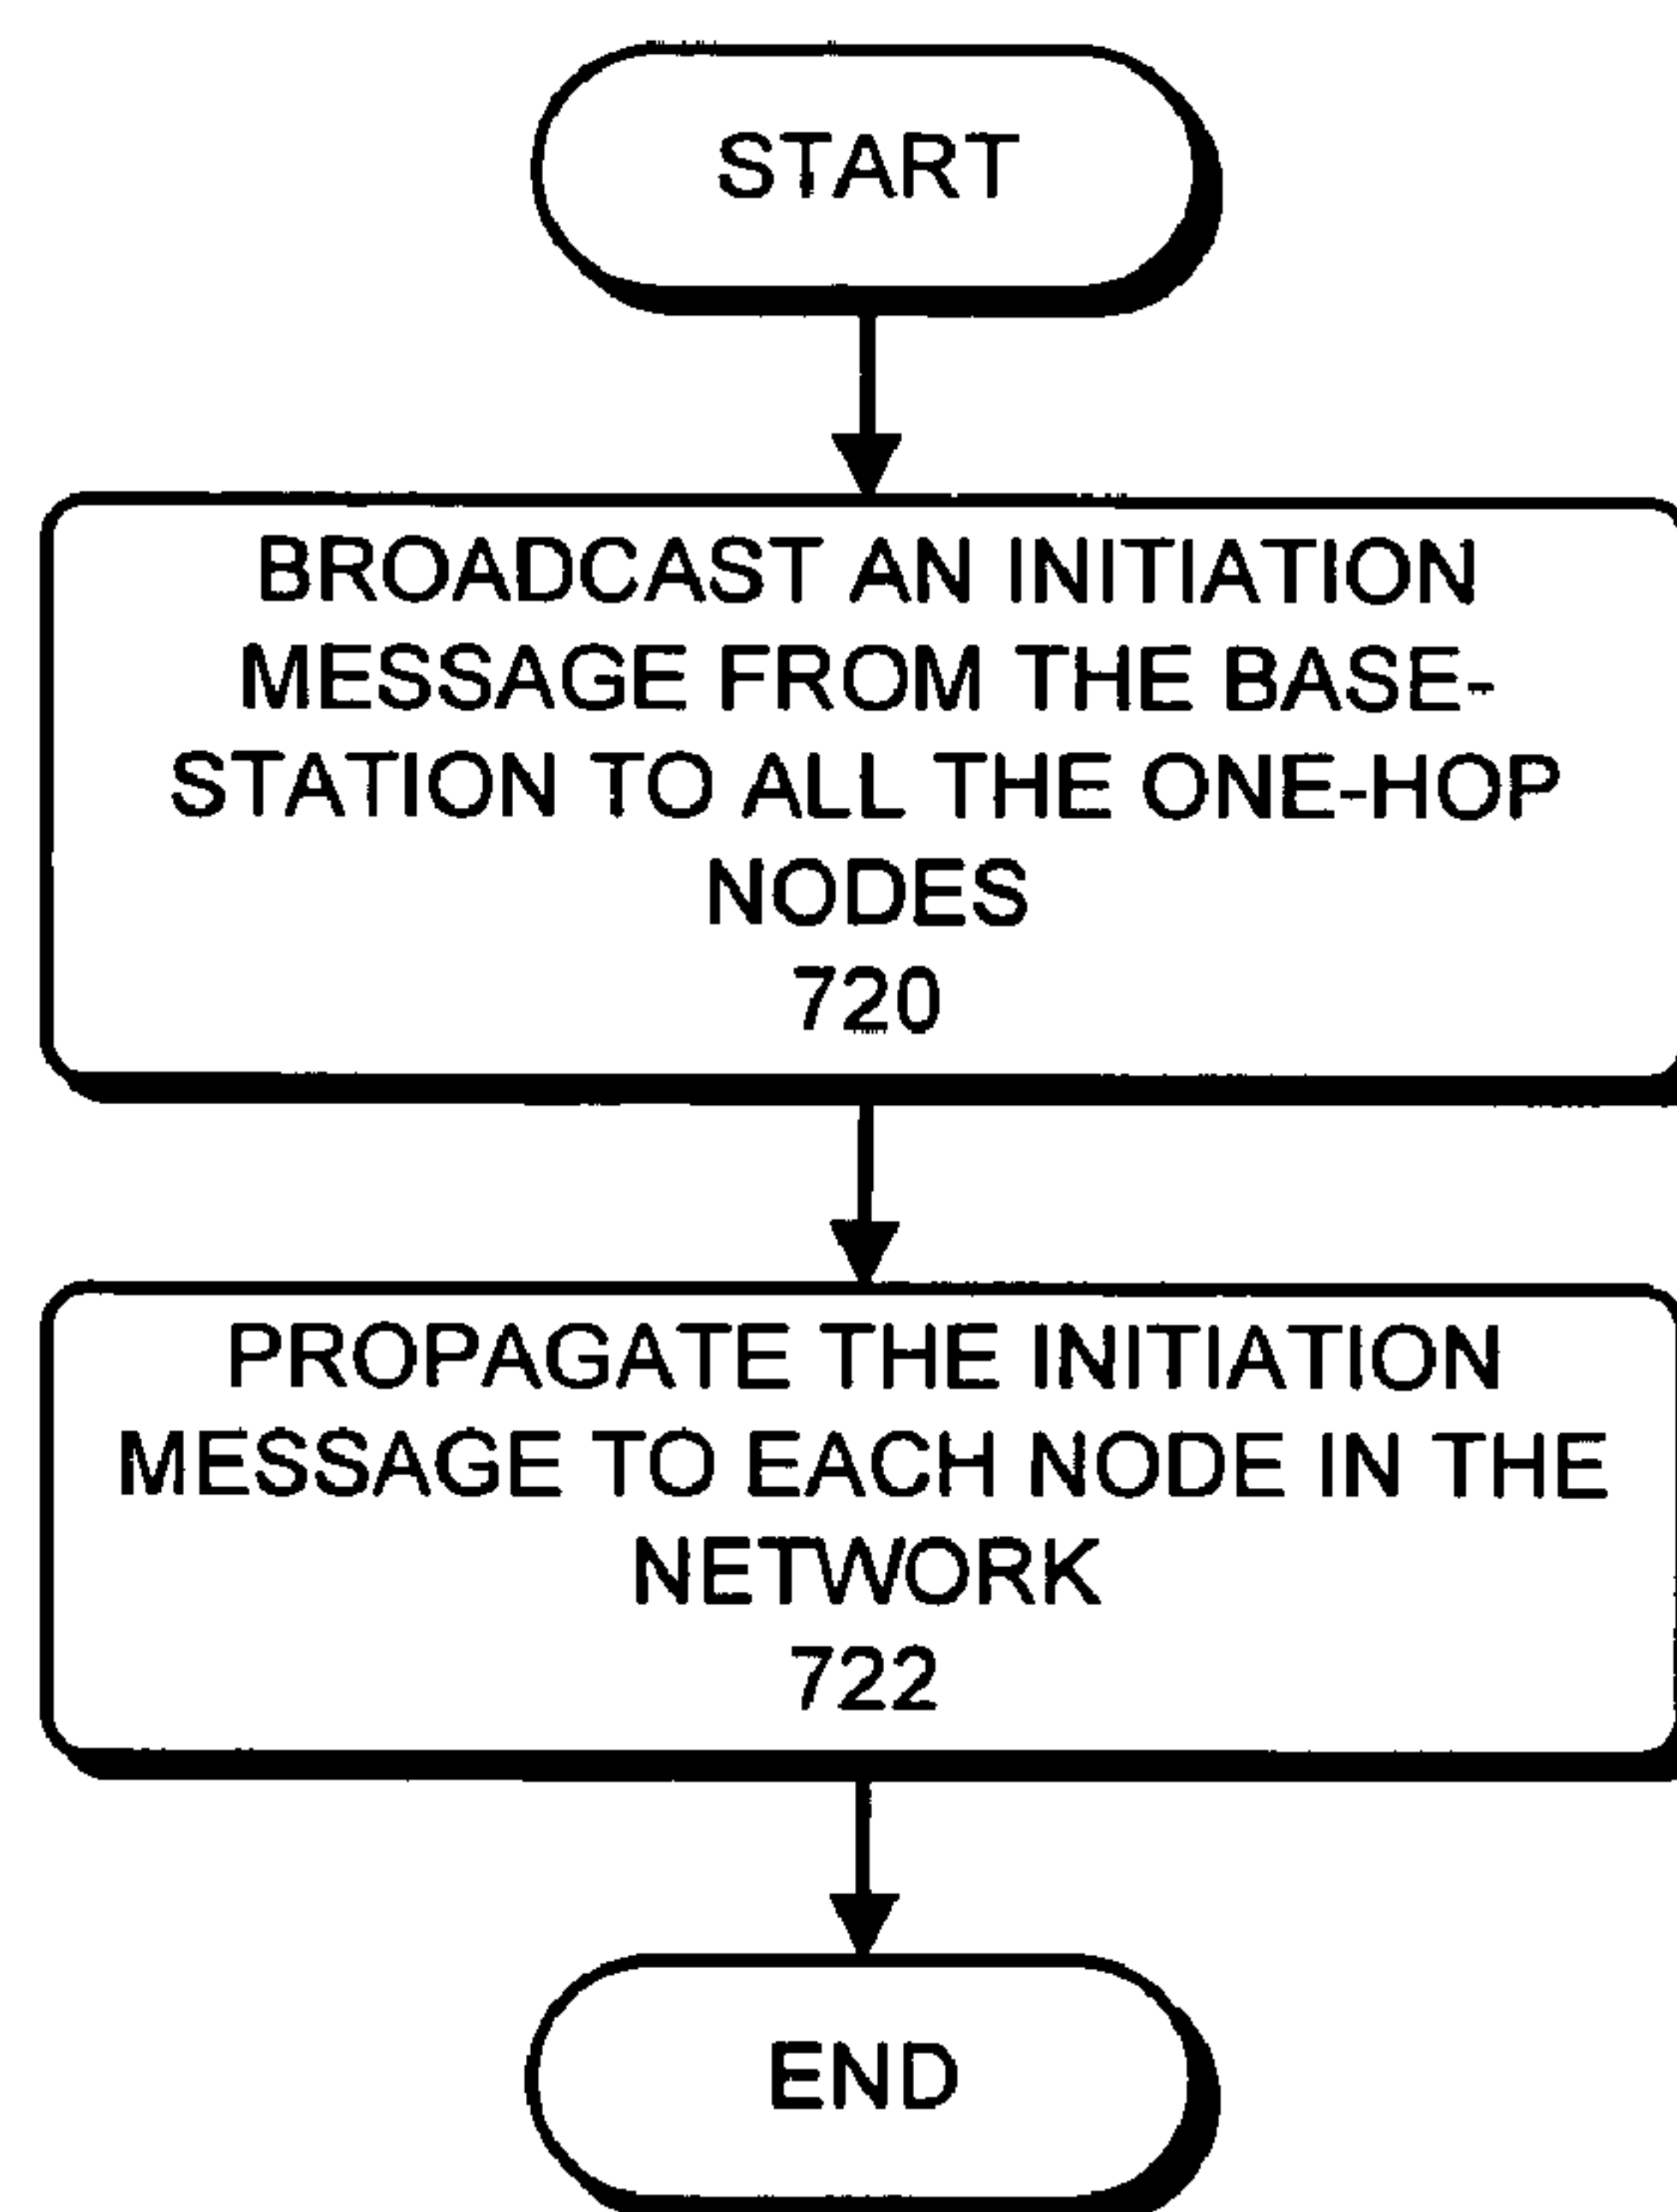 START
BROADCAST AN INITIATION
MESSAGE FROM THE BASE-
STATION TO ALL THE ONE-HOP
NODES
720
PROPAGATE THE INITIATION
MESSAGE TO EACH NODE IN THE
NETWORK
722
END